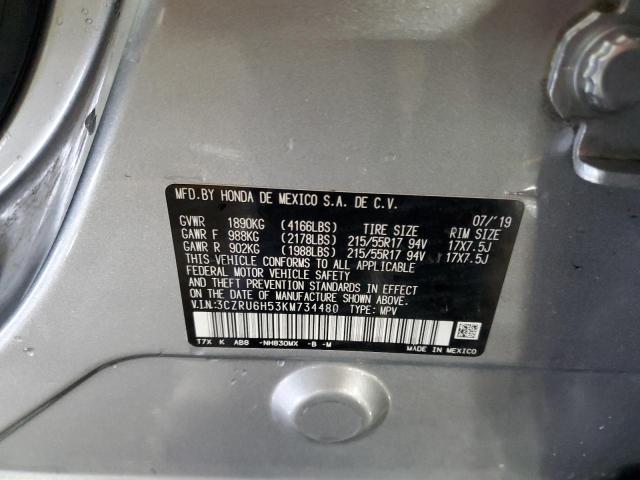 MFD.BY HONDA DE MEXICO S.A. DE C.V.
07/'19
GVWR 1890KG (4166LBS) TIRE SIZE RIM SIZE
GAWR F 988KG (2178LBS) 215/55R17 94V 17X7.5J
GAWR R 902KG (1988LBS) 215/55R17 94V 17X7.5J
THIS VEHICLE CONFORMS TO ALL APPLICABLE
FEDERAL MOTOR VEHICLE SAFETY
AND THEFT PREVENTION STANDARDS
IN EFFECT ON THE DATE OF
MANUFACTURE SHOWN ABOVE.
V.I.N.:3CZRU6H53KM734480 TYPE: MPV
T7X K AB8 -NH830MX -B -M MADE IN MEXICO